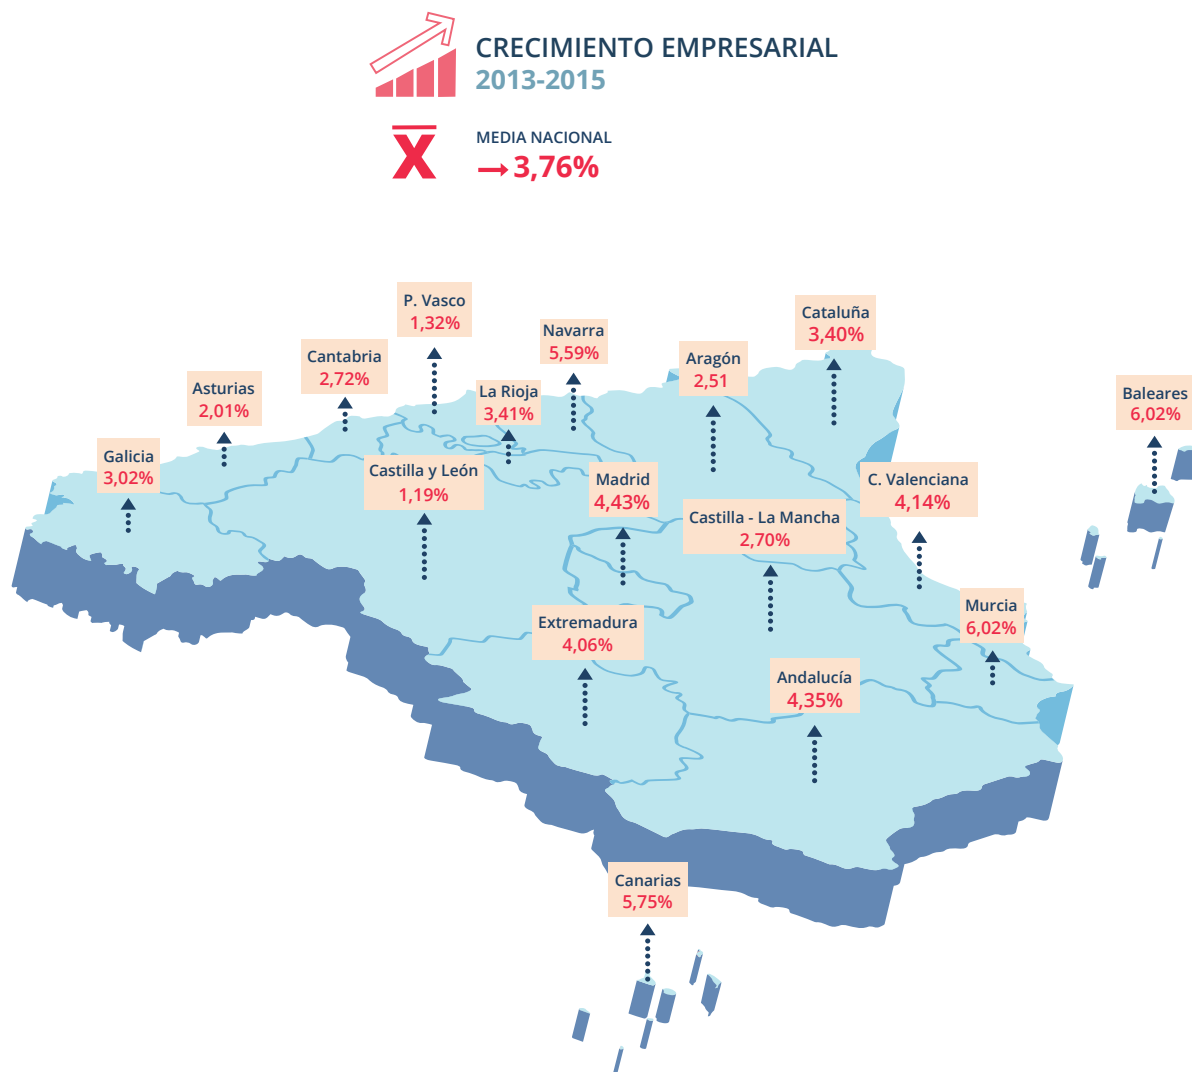 CRECIMIENTO EMPRESARIAL
2013-2015
X
MEDIA NACIONAL
3,76%
P. Vasco
1,32%
Cataluña
3,40%
Navarra
5,59%
Cantabria
2,72%
Aragón
2,51
Asturias
2,01%
La Rioja
3,41%
Baleares
6,02%
Galicia
3,02%
Castilla y León
1,19%
Madrid
4,43%
C. Valenciana
4,14%
Castilla - La Mancha
2,70%
Murcia
6,02%
Extremadura
4,06%
Andalucía
4,35%
Canarias
5,75%